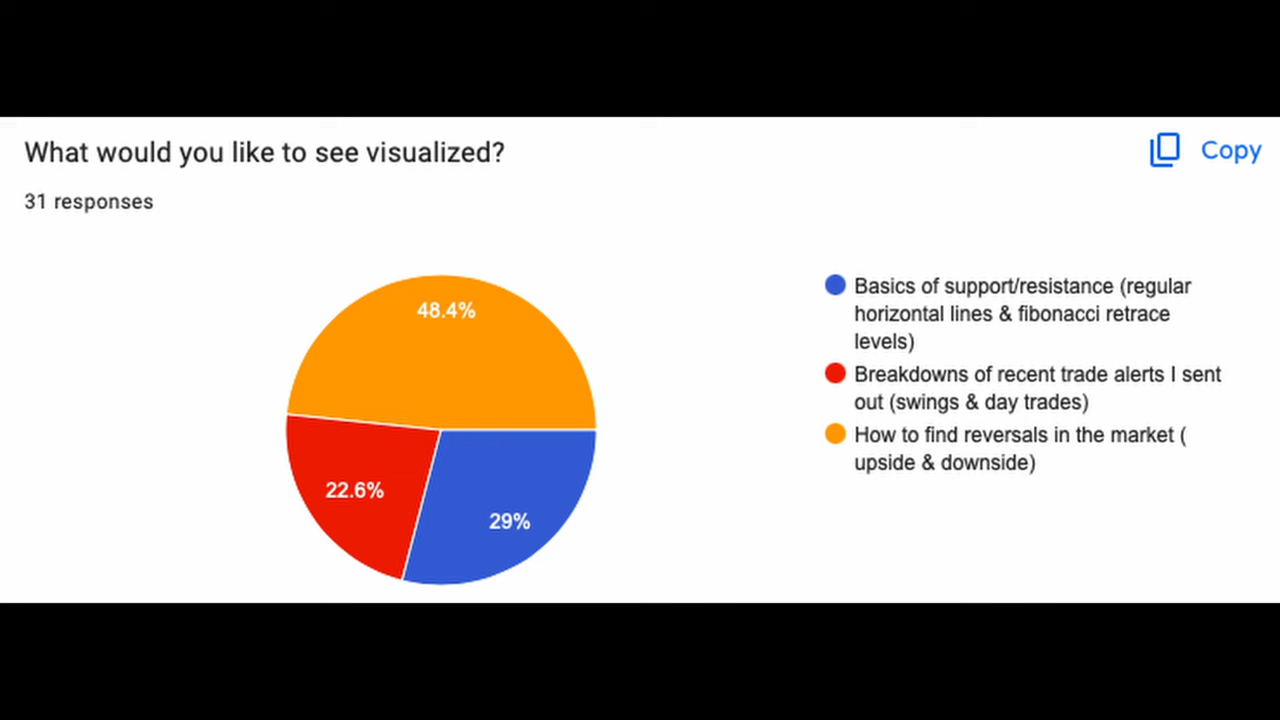 What would you like to see visualized?
Copy
31 responses
48.4%
22.6%
29%
Basics of support/resistance (regular
horizontal lines & fibonacci retrace
levels)
Breakdowns of recent trade alerts I sent
out (swings & day trades)
How to find reversals in the market (
upside & downside)